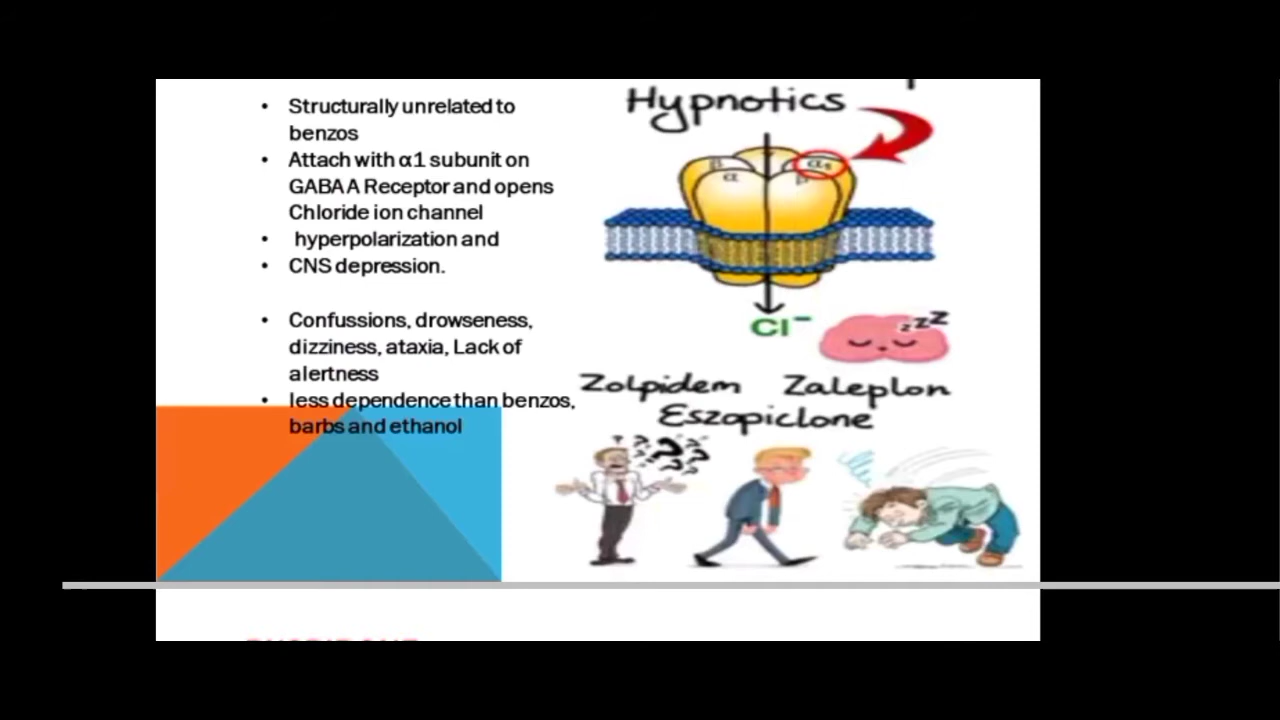 • Structurally unrelated to
benzos
• Attach with α1 subunit on
GABA A Receptor and opens
Chloride ion channel
• hyperpolarization and
• CNS depression.
• Confussions, drowseness,
dizziness, ataxia, Lack of
alertness
• less dependence than benzos,
barbs and ethanol
Hypnotics
β γ α1
α β
Cl⁻
zzZ
Zolpidem Zaleplon
Eszopiclone
? ???